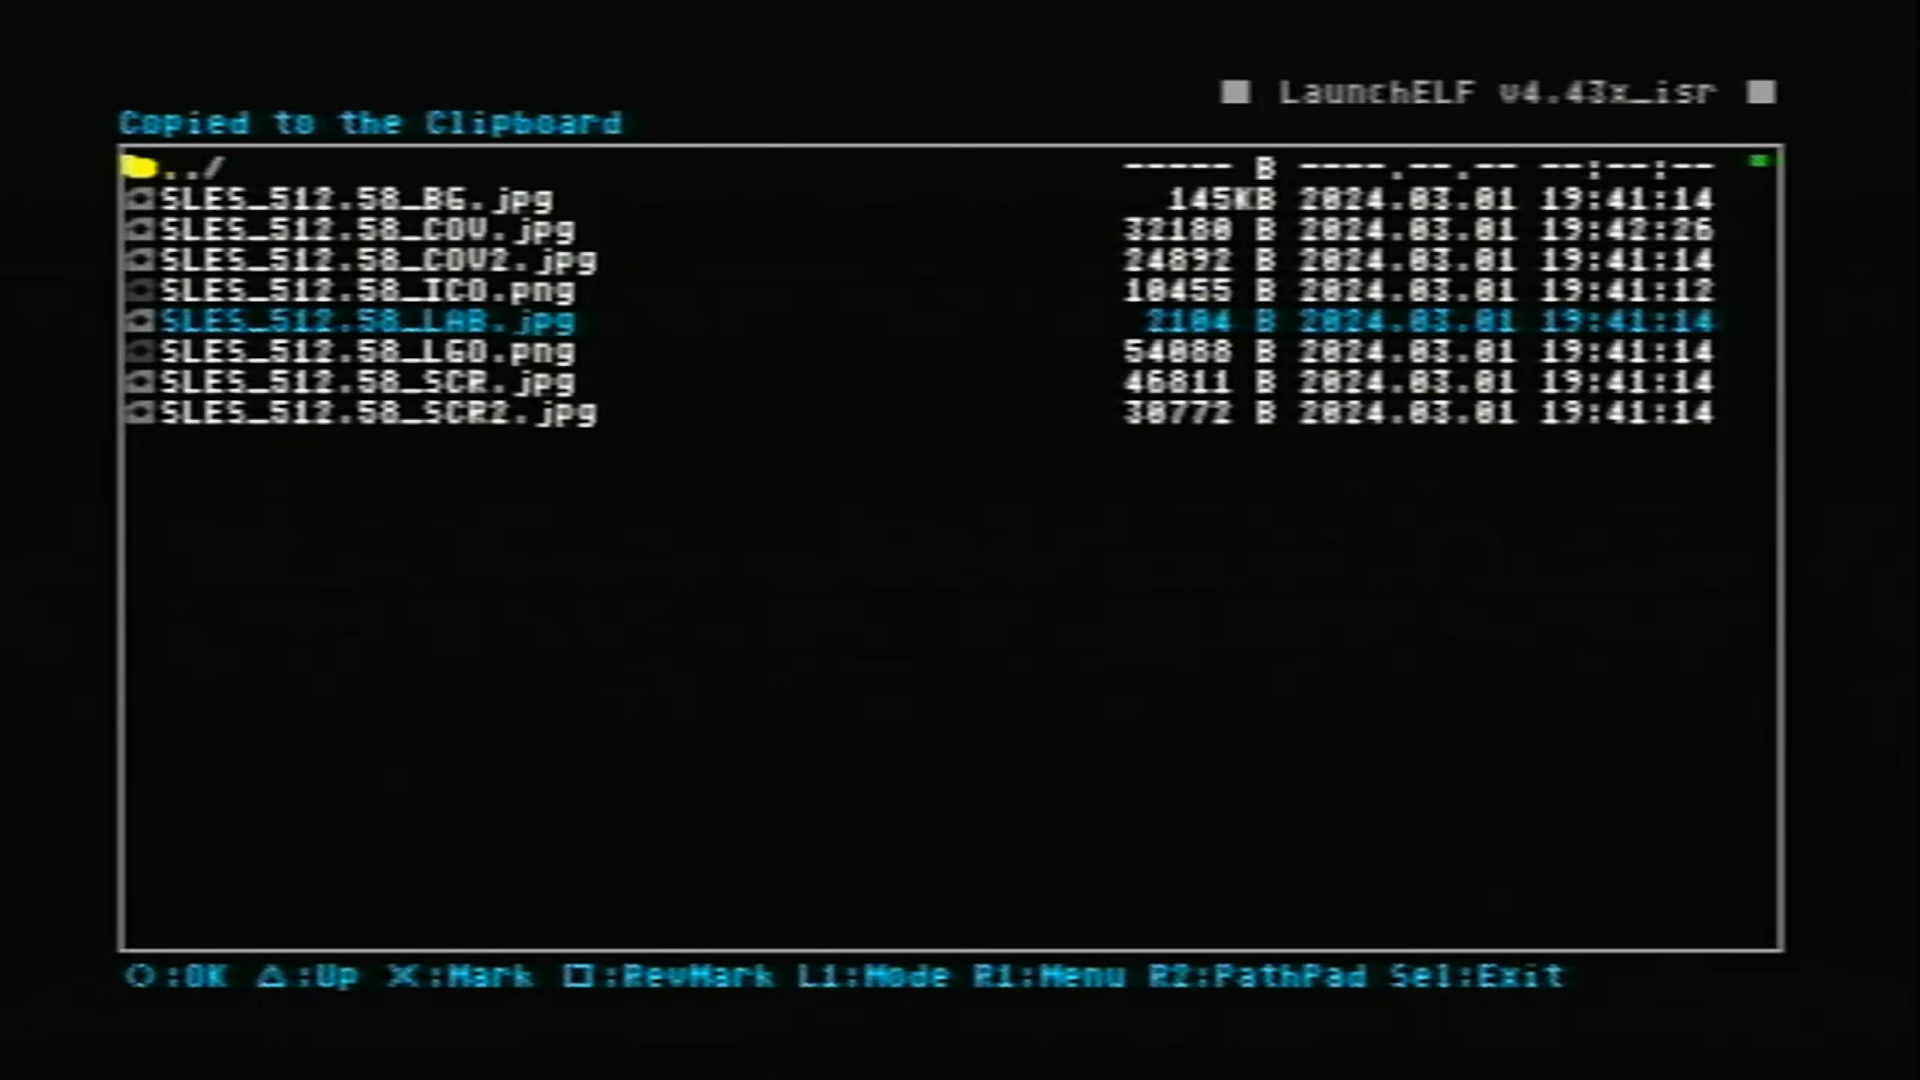 LaunchELF v4.43x_isr
Copied to the Clipboard
../ ----- B ----.--.-- --:--:--
SLES_512.58_BG.jpg 145KB 2024.03.01 19:41:14
SLES_512.58_COV.jpg 32180 B 2024.03.01 19:42:26
SLES_512.58_COV2.jpg 24892 B 2024.03.01 19:41:14
SLES_512.58_ICO.png 10455 B 2024.03.01 19:41:12
SLES_512.58_LAB.jpg 2104 B 2024.03.01 19:41:14
SLES_512.58_LGO.png 54088 B 2024.03.01 19:41:14
SLES_512.58_SCR.jpg 46811 B 2024.03.01 19:41:14
SLES_512.58_SCR2.jpg 30772 B 2024.03.01 19:41:14
○:OK △:Up ×:Mark □:RevMark L1:Mode R1:Menu R2:PathPad Sel:Exit